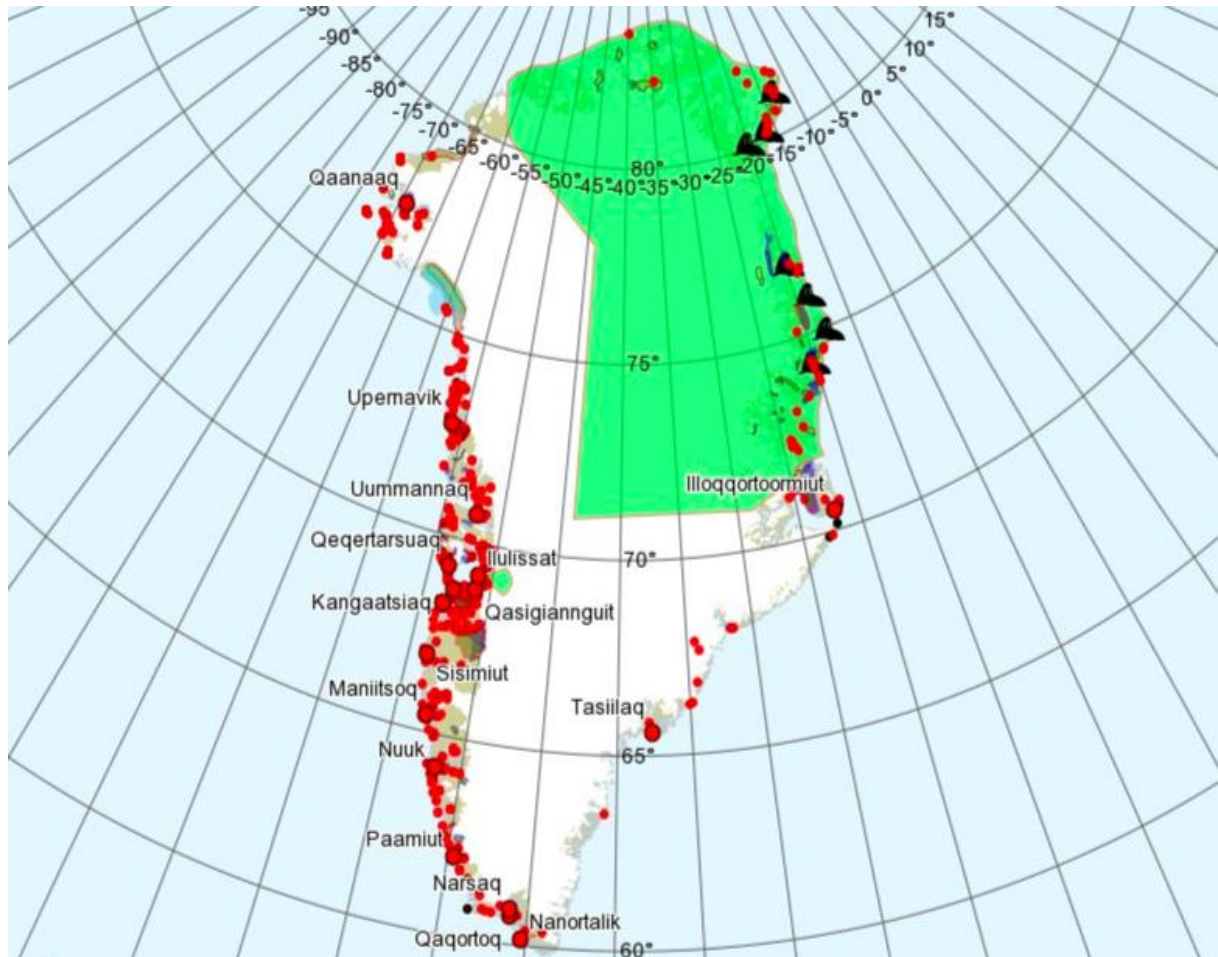 -95
-90°
-85°
-80°
-75°
-70°
-65°
-60°
-55°
-50°
-45°
-40°
-35°
-30°
-25°
-20°
-15°
-10°
-5°
0°
5°
10°
15°
80°
Qaanaaq
75°
Upernavik
Uummannaq
Illoqqortoormiut
Qeqertarsuaq
Ilulissat
70°
Kangaatsiaq
Qasigiannguit
Sisimiut
Maniitsoq
Tasiilaq
Nuuk
65°
Paamiut
Narsaq
Nanortalik
Qaqortoq
60°